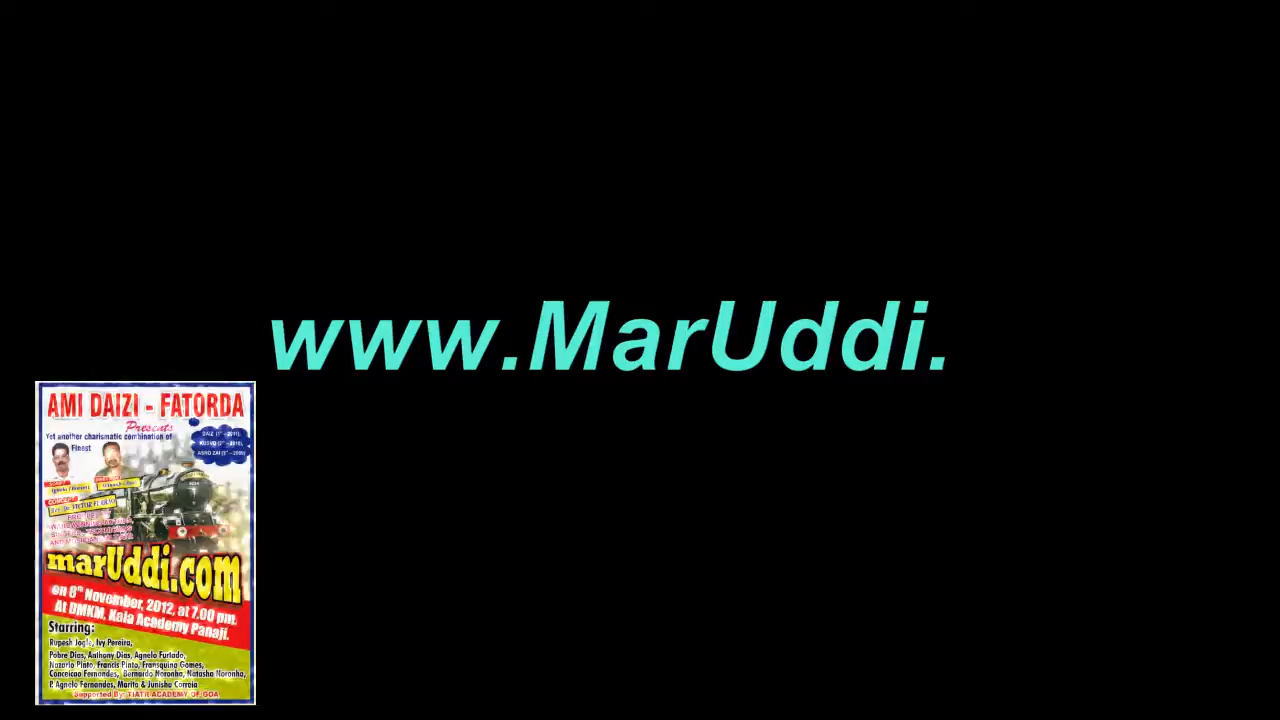 www.MarUddi.
AMI DAIZI - FATORDA
Presents
Yet another charismatic combination of
Finest
DAIZ (1st - 2011),
maruddi.com
on 8th November, 2012, at 7.00 pm.
At DMKM, Kala Academy Panaji.
Starring:
Rupesh Jogle, Ivy Pereira,
Pobre Dias, Anthony Dias, Agnelo Furtado,
Nazario Pinto, Francis Pinto, Fransquina Gomes,
Conceicao Fernandes, Bernardo Noronha, Natasha Noronha,
P. Agnelo Fernandes, Marita & Junisha Correia
Supported By: TIATR ACADEMY OF GOA